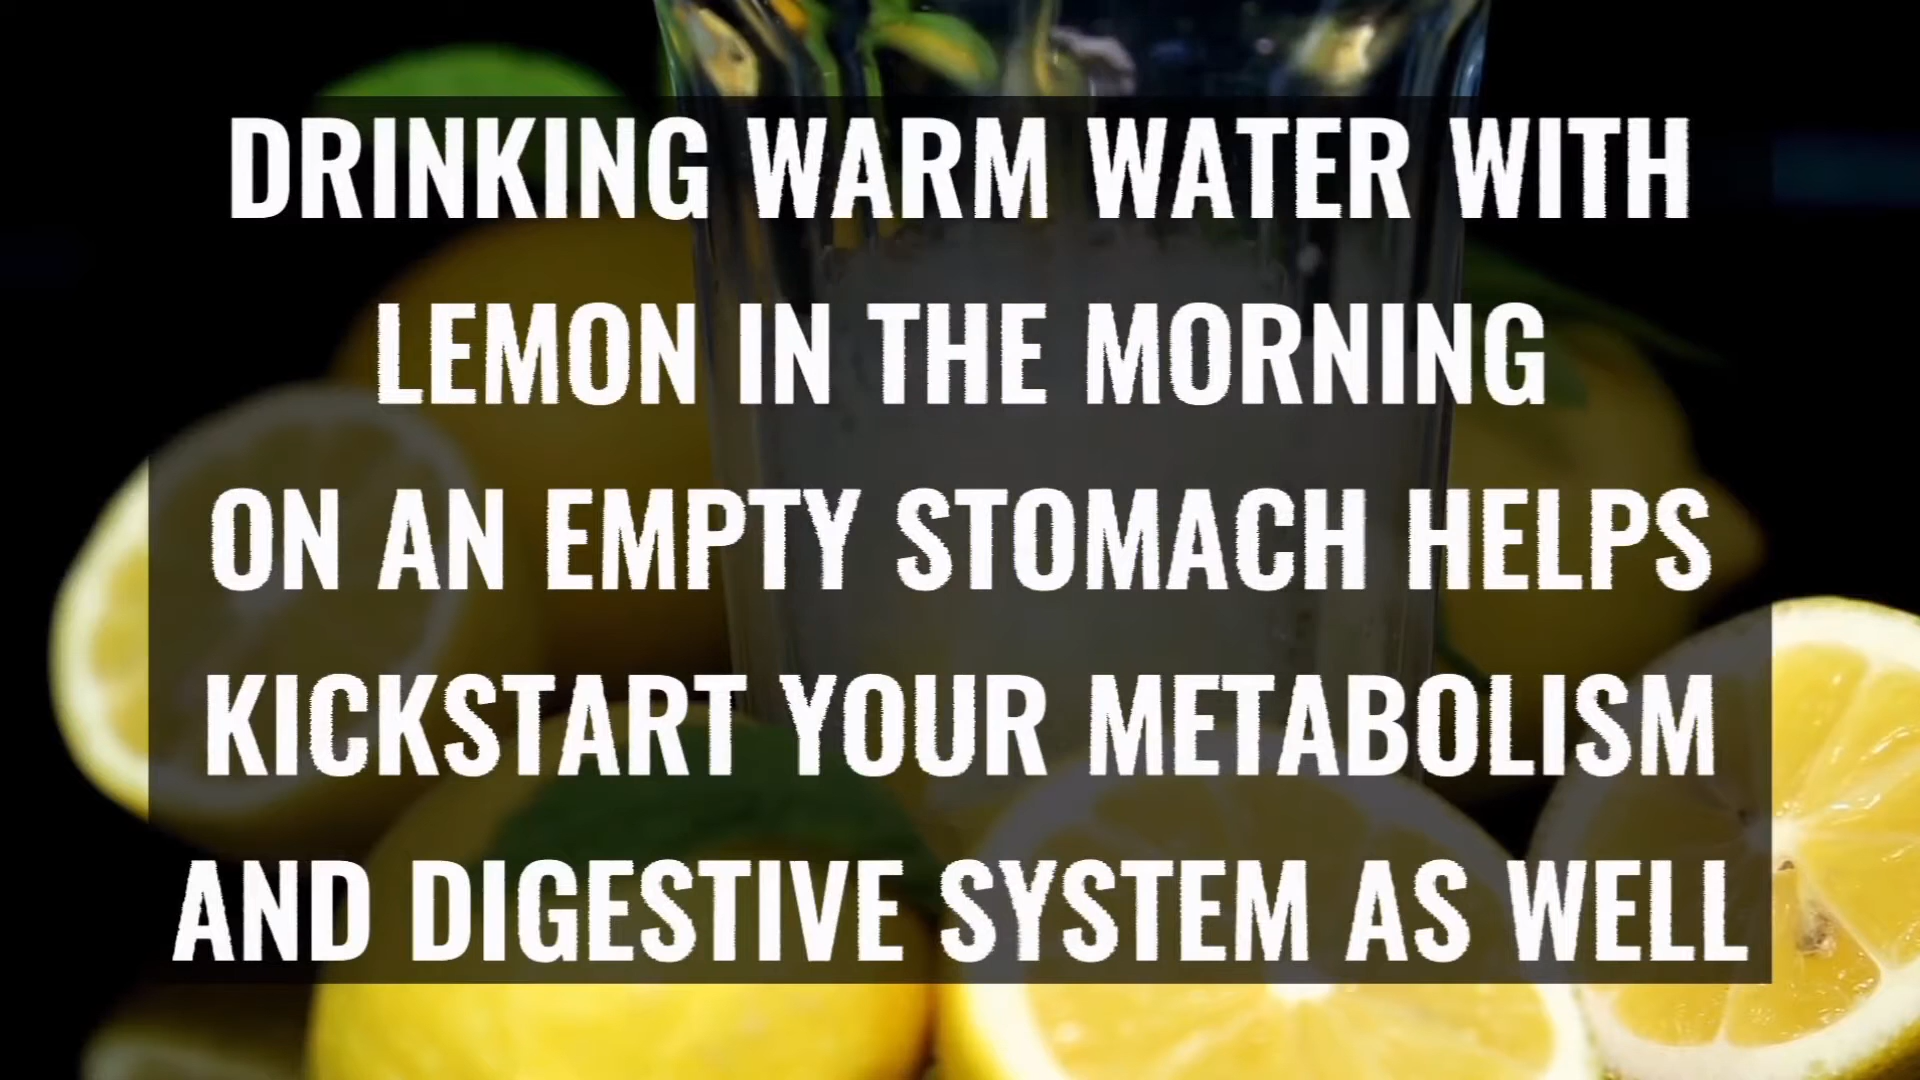 DRINKING WARM WATER WITH
LEMON IN THE MORNING
ON AN EMPTY STOMACH HELPS
KICKSTART YOUR METABOLISM
AND DIGESTIVE SYSTEM AS WELL